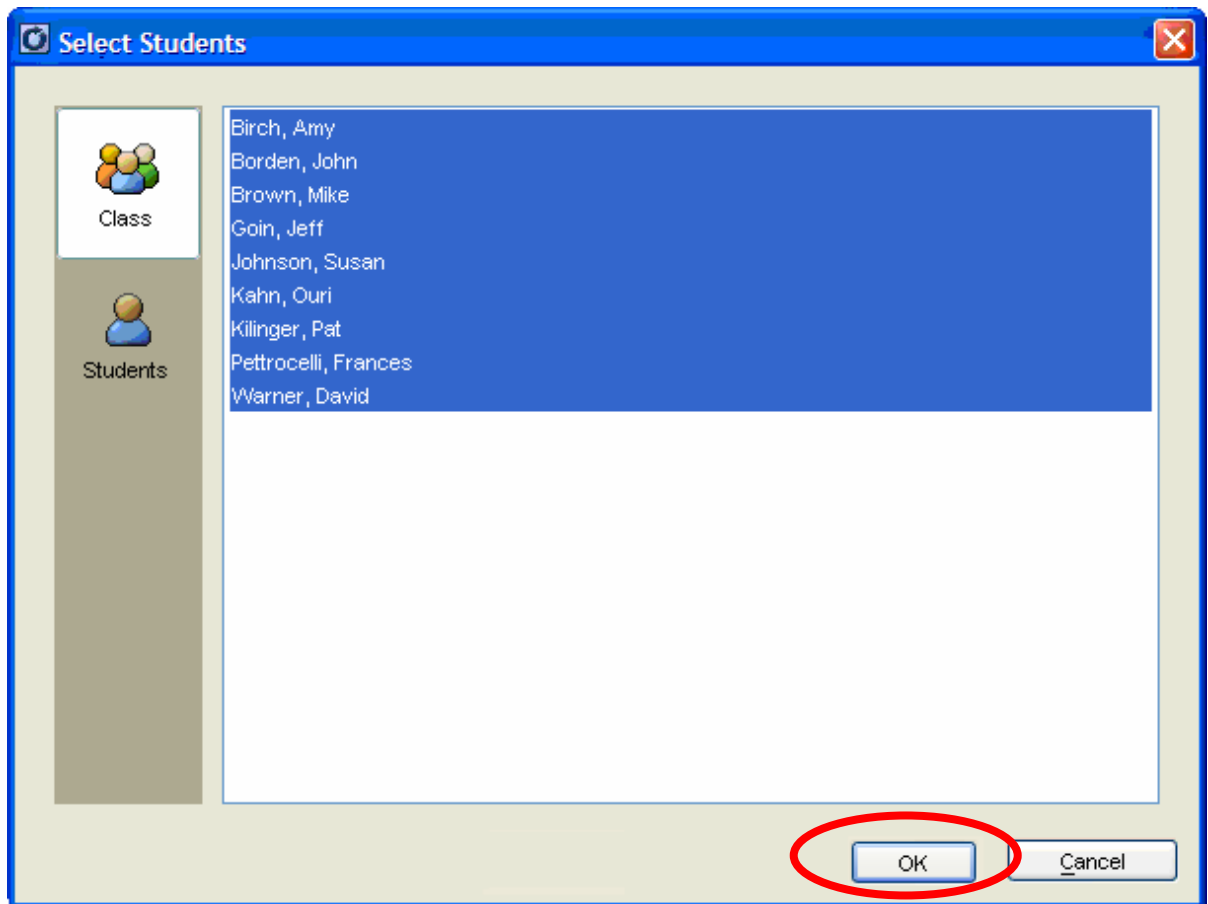 Select Students
Class
Students
Birch, Amy
Borden, John
Brown, Mike
Goin, Jeff
Johnson, Susan
Kahn, Ouri
Kilinger, Pat
Pettrocelli, Frances
Warner, David
OK
Cancel